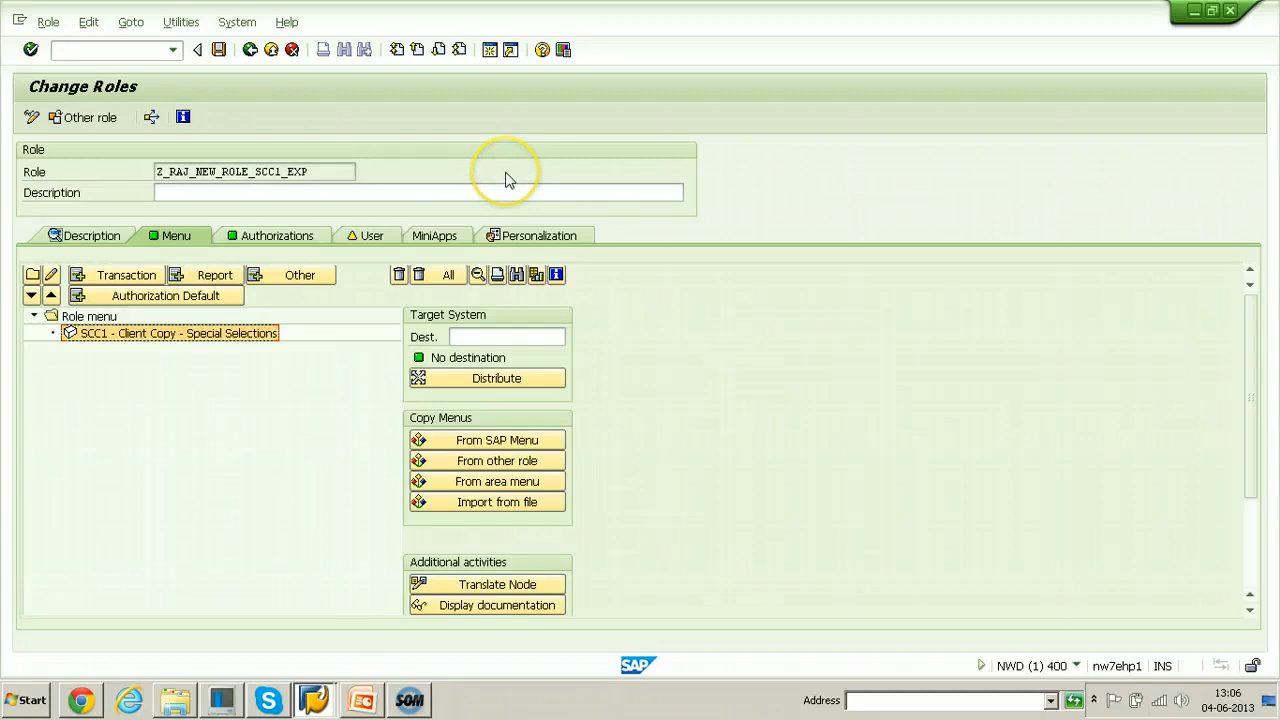 Role Edit Goto Utilities System Help
Change Roles
Other role
Role
Role Z_RAJ_NEW_ROLE_SCC1_EXP
Description
Description Menu Authorizations User MiniApps Personalization
Transaction Report Other All
Authorization Default
Role menu
SCC1 - Client Copy - Special Selections
Target System
Dest.
No destination
Distribute
Copy Menus
From SAP Menu
From other role
From area menu
Import from file
Additional activities
Translate Node
Display documentation
SAP
NWD (1) 400 nw7ehp1 INS
Start SOM Address 13:06
04-06-2013